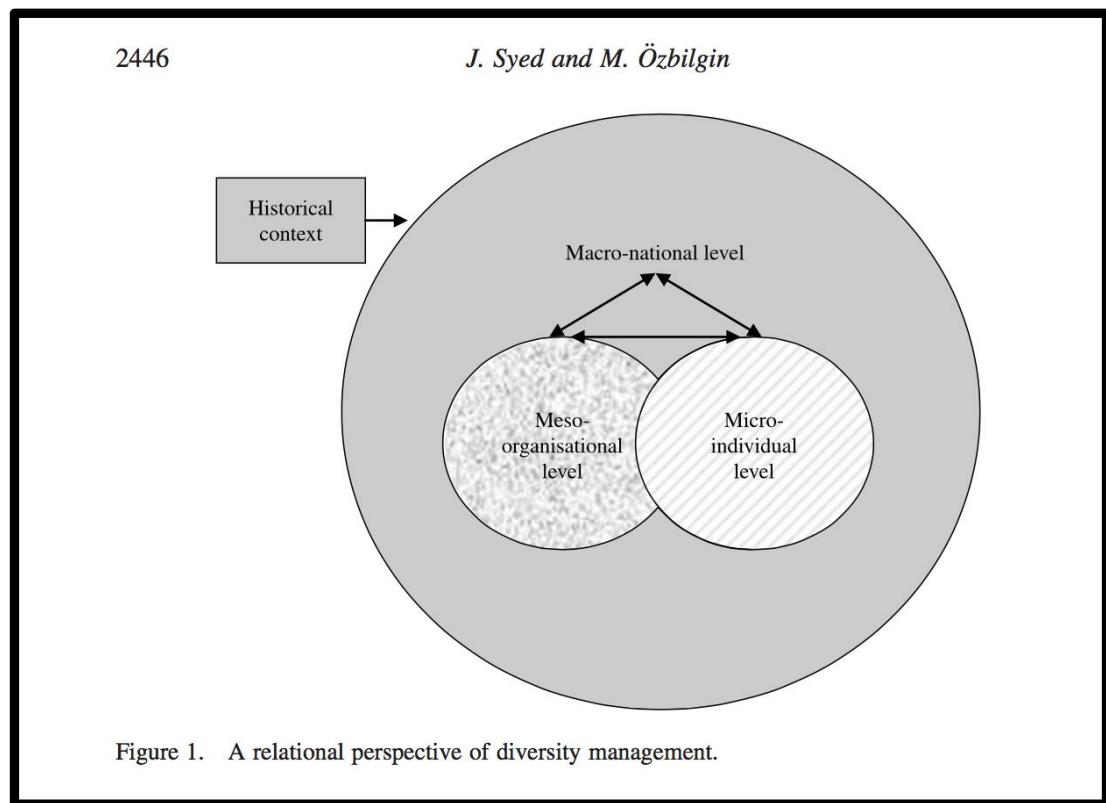 2446
J. Syed and M. Özbilgin
Historical
context
Macro-national level
Meso-
organisational
level
Micro-
individual
level
Figure 1. A relational perspective of diversity management.